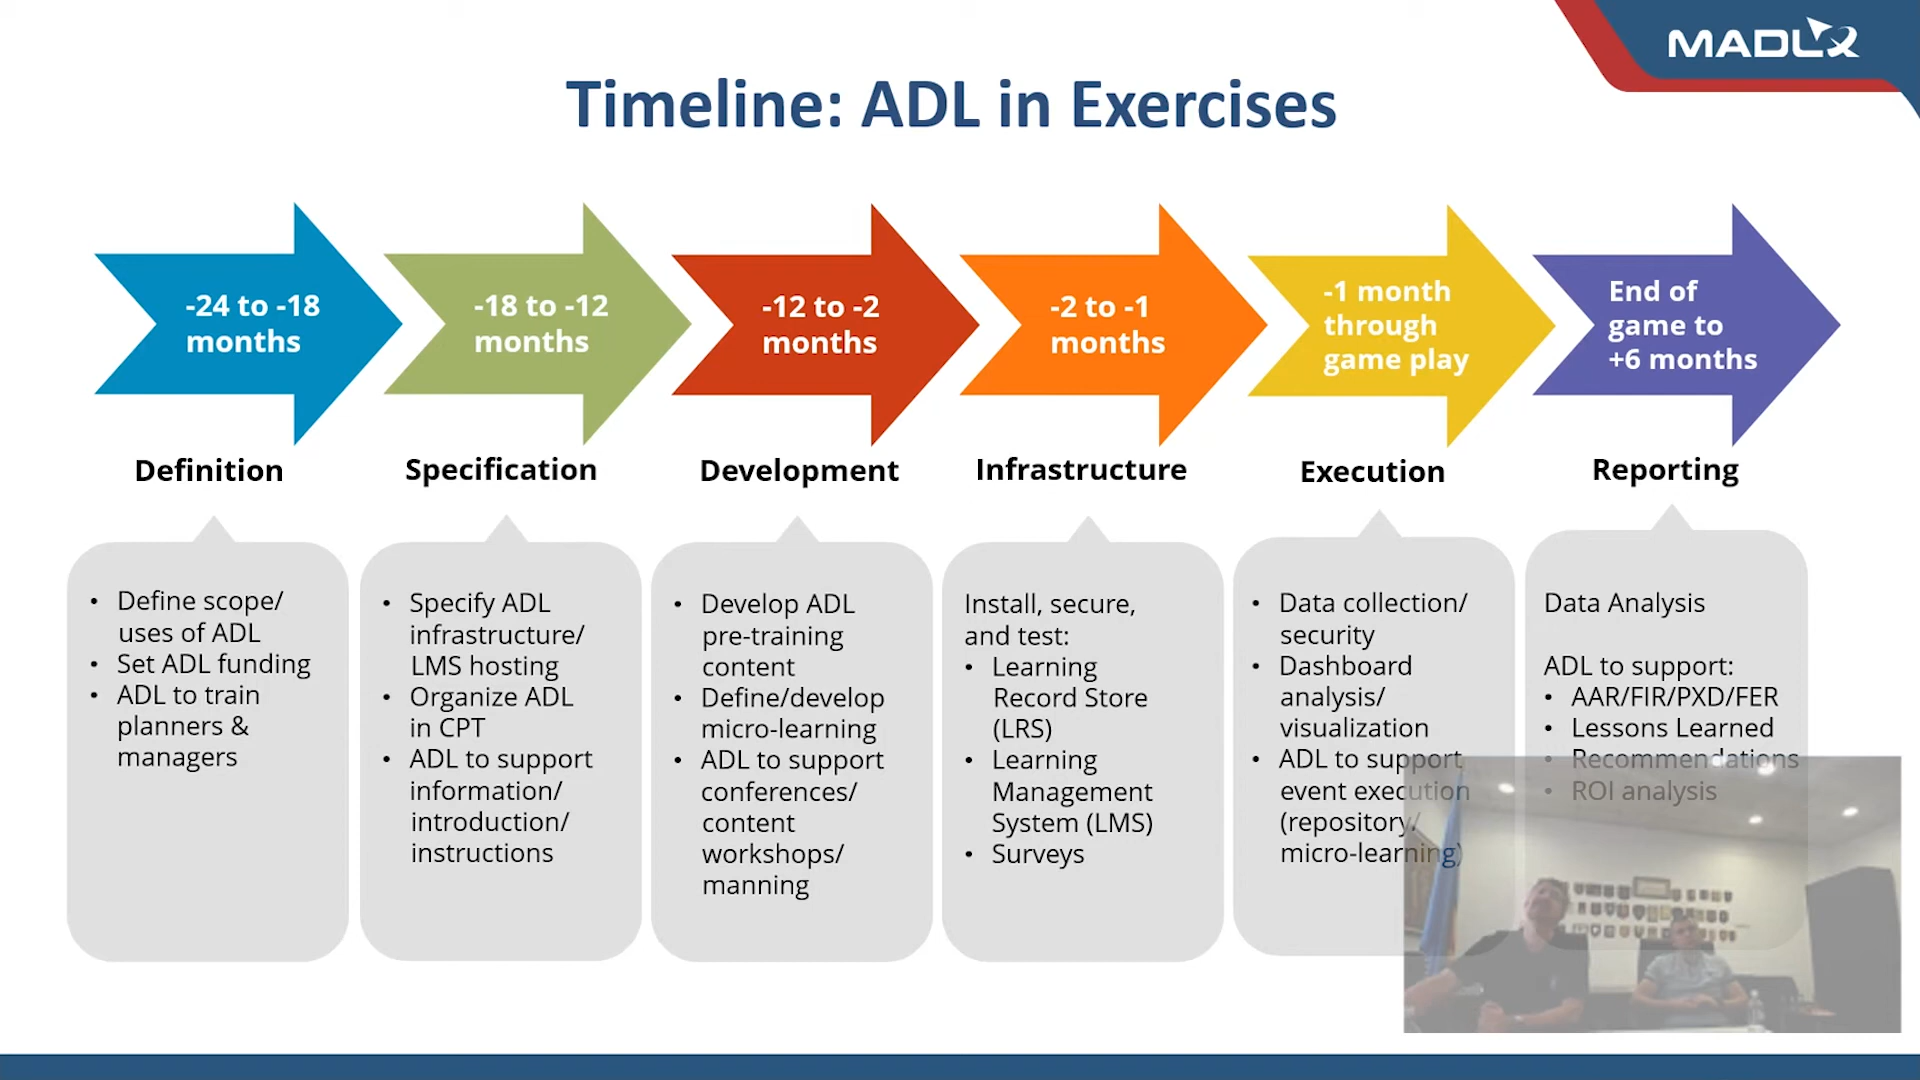 MADLx
Timeline: ADL in Exercises
-24 to -18
months
-18 to -12
months
-12 to -2
months
-2 to -1
months
-1 month
through
game play
End of
game to
+6 months
Definition
Specification
Development
Infrastructure
Execution
Reporting
• Define scope/
uses of ADL
• Set ADL funding
• ADL to train
planners &
managers
• Specify ADL
infrastructure/
LMS hosting
• Organize ADL
in CPT
• ADL to support
information/
introduction/
instructions
• Develop ADL
pre-training
content
• Define/develop
micro-learning
• ADL to support
conferences/
content
workshops/
manning
Install, secure,
and test:
• Learning
Record Store
(LRS)
• Learning
Management
System (LMS)
• Surveys
• Data collection/
security
• Dashboard
analysis/
visualization
• ADL to support
event execution
(repository/
micro-learning)
Data Analysis
ADL to support:
• AAR/FIR/PXD/FER
• Lessons Learned
• Recommendations
• ROI analysis